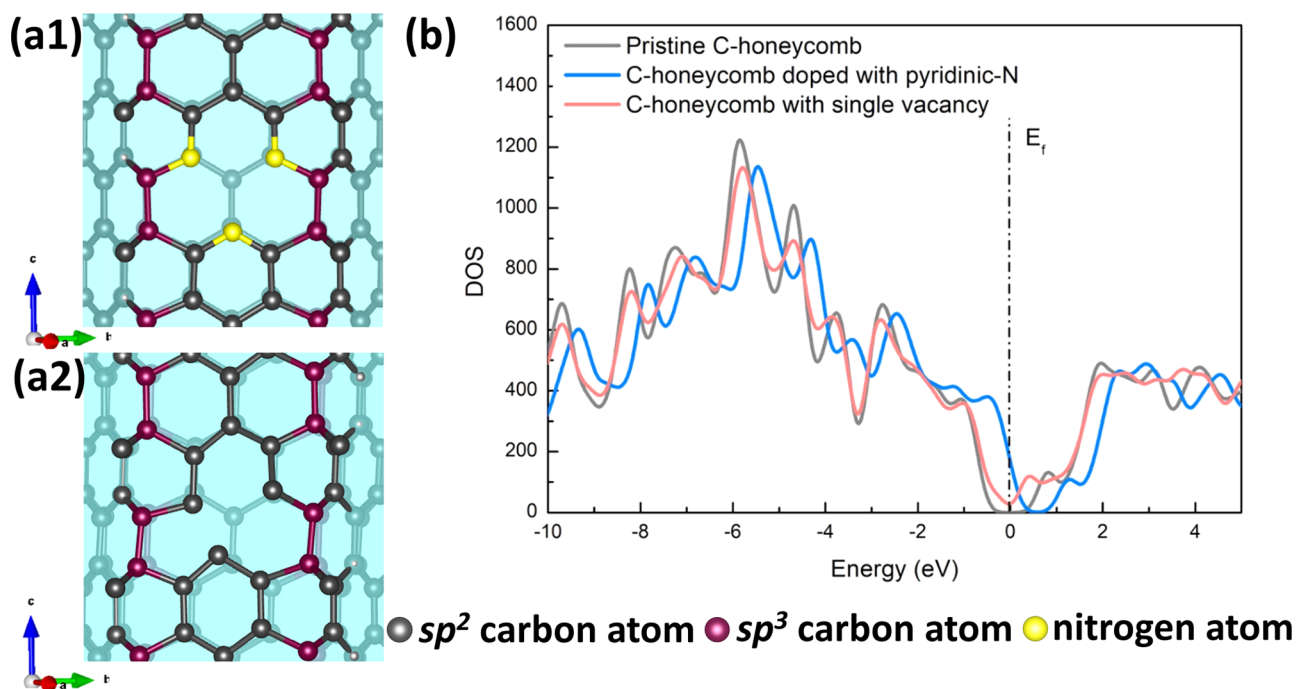 (a1)
c
a
b
(a2)
c
a
b
(b)
1600
1400
1200
1000
800
600
400
200
0
DOS
Pristine C-honeycomb
C-honeycomb doped with pyridinic-N
C-honeycomb with single vacancy
E_f
-10
-8
-6
-4
-2
0
2
4
Energy (eV)
sp² carbon atom
sp³ carbon atom
nitrogen atom